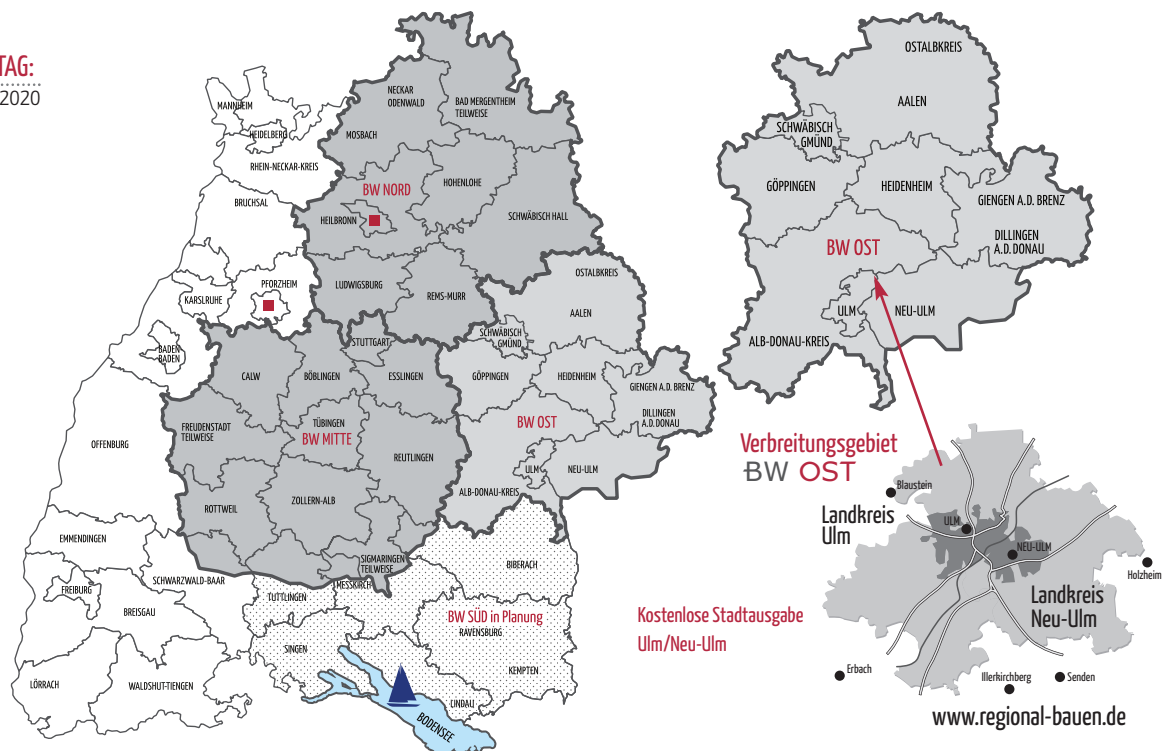 TAG:
2020
MANNHEIM
HEIDELBERG
RHEIN-NECKAR-KREIS
BRUCHSAL
KARSLRUHE
PFORZHEIM
BADEN
BADEN
OFFENBURG
EMMENDINGEN
FREIBURG
BREISGAU
SCHWARZWALD-BAAR
LÖRRACH
WALDSHUT-TIENGEN
NECKAR
ODENWALD
BAD MERGENTHEIM
TEILWEISE
MOSBACH
BW NORD
HOHENLOHE
HEILBRONN
SCHWÄBISCH HALL
LUDWIGSBURG
REMS-MURR
STUTTGART
CALW
BÖBLINGEN
ESSLINGEN
FREUDENSTADT
TEILWEISE
TÜBINGEN
BW MITTE
REUTLINGEN
ZOLLERN-ALB
ROTTWEIL
SIGMARINGEN
TEILWEISE
OSTALBKREIS
AALEN
SCHWÄBISCH
GMÜND
GÖPPINGEN
HEIDENHEIM
GIENGEN A.D. BRENZ
DILLINGEN
A.D. DONAU
BW OST
ULM
NEU-ULM
ALB-DONAU-KREIS
BIBERACH
MESSKIRCH
TUTTLINGEN
BW SÜD in Planung
RAVENSBURG
SINGEN
KEMPTEN
LINDAU
BODENSEE
OSTALBKREIS
AALEN
SCHWÄBISCH
GMÜND
GÖPPINGEN
HEIDENHEIM
GIENGEN A.D. BRENZ
DILLINGEN
A.D. DONAU
BW OST
ULM
NEU-ULM
ALB-DONAU-KREIS
Verbreitungsgebiet
BW OST
Blaustein
Landkreis
Ulm
ULM
NEU-ULM
Holzheim
Landkreis
Neu-Ulm
Kostenlose Stadtausgabe
Ulm/Neu-Ulm
Erbach
Illerkirchberg
Senden
www.regional-bauen.de